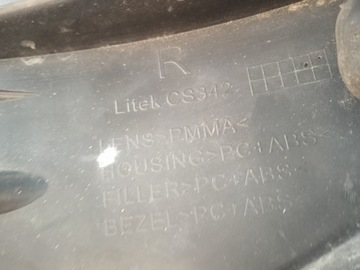 R
Litek CS342
LENS>PMMA<
HOUSING>PC+ABS<
FILLER>PC+ABS<
BEZEL>PC+ABS<